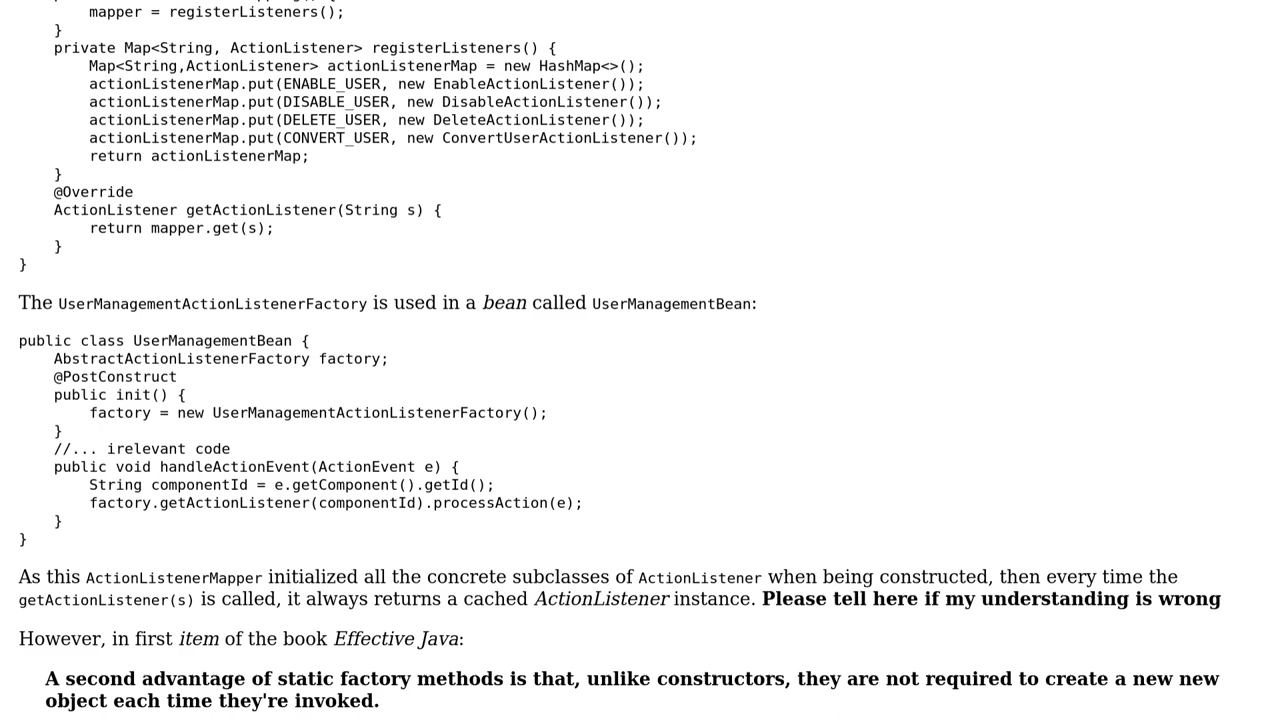 mapper = registerListeners();
    }
    private Map<String, ActionListener> registerListeners() {
        Map<String,ActionListener> actionListenerMap = new HashMap<>();
        actionListenerMap.put(ENABLE_USER, new EnableActionListener());
        actionListenerMap.put(DISABLE_USER, new DisableActionListener());
        actionListenerMap.put(DELETE_USER, new DeleteActionListener());
        actionListenerMap.put(CONVERT_USER, new ConvertUserActionListener());
        return actionListenerMap;
    }
    @Override
    ActionListener getActionListener(String s) {
        return mapper.get(s);
    }
}
The UserManagementActionListenerFactory is used in a bean called UserManagementBean:
public class UserManagementBean {
    AbstractActionListenerFactory factory;
    @PostConstruct
    public init() {
        factory = new UserManagementActionListenerFactory();
    }
    //... irelevant code
    public void handleActionEvent(ActionEvent e) {
        String componentId = e.getComponent().getId();
        factory.getActionListener(componentId).processAction(e);
    }
}
As this ActionListenerMapper initialized all the concrete subclasses of ActionListener when being constructed, then every time the
getActionListener(s) is called, it always returns a cached ActionListener instance. Please tell here if my understanding is wrong
However, in first item of the book Effective Java:
A second advantage of static factory methods is that, unlike constructors, they are not required to create a new new
object each time they're invoked.